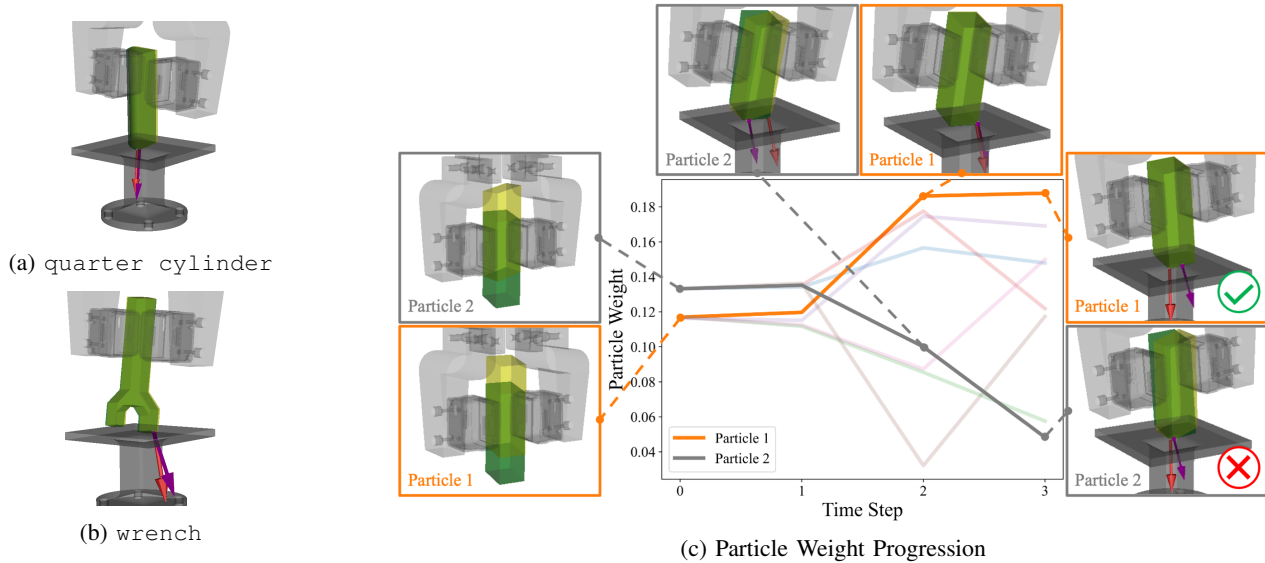 (a) quarter cylinder
(b) wrench
Particle 2
Particle 1
Particle 2
Particle 1
Particle 1
Particle 2
Particle Weight
0.18
0.16
0.14
0.12
0.10
0.08
0.06
0.04
Particle 1
Particle 2
0
1
2
3
Time Step
(c) Particle Weight Progression